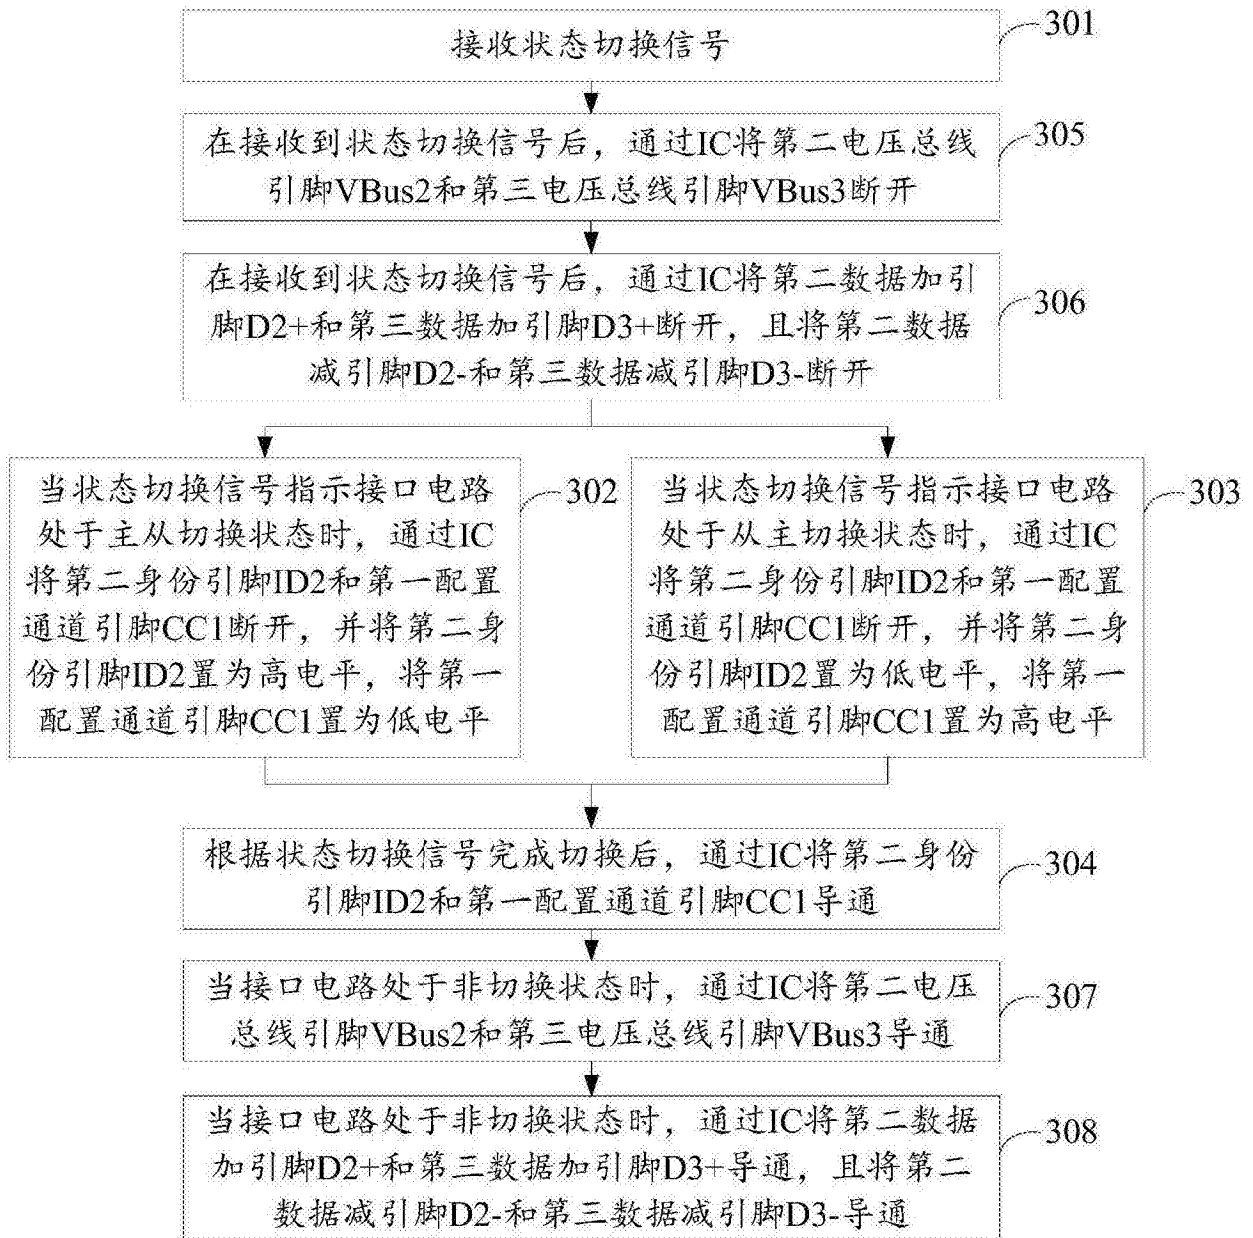 接收状态切换信号
301
在接收到状态切换信号后，通过IC将第二电压总线
引脚VBus2和第三电压总线引脚VBus3断开
305
在接收到状态切换信号后，通过IC将第二数据加引
脚D2+和第三数据加引脚D3+断开，且将第二数据
减引脚D2-和第三数据减引脚D3-断开
306
当状态切换信号指示接口电路
处于主从切换状态时，通过IC
将第二身份引脚ID2和第一配置
通道引脚CC1断开，并将第二身
份引脚ID2置为高电平，将第一
配置通道引脚CC1置为低电平
302
当状态切换信号指示接口电路
处于从主切换状态时，通过IC
将第二身份引脚ID2和第一配置
通道引脚CC1断开，并将第二身
份引脚ID2置为低电平，将第一
配置通道引脚CC1置为高电平
303
根据状态切换信号完成切换后，通过IC将第二身份
引脚ID2和第一配置通道引脚CC1导通
304
当接口电路处于非切换状态时，通过IC将第二电压
总线引脚VBus2和第三电压总线引脚VBus3导通
307
当接口电路处于非切换状态时，通过IC将第二数据
加引脚D2+和第三数据加引脚D3+导通，且将第二
数据减引脚D2-和第三数据减引脚D3-导通
308